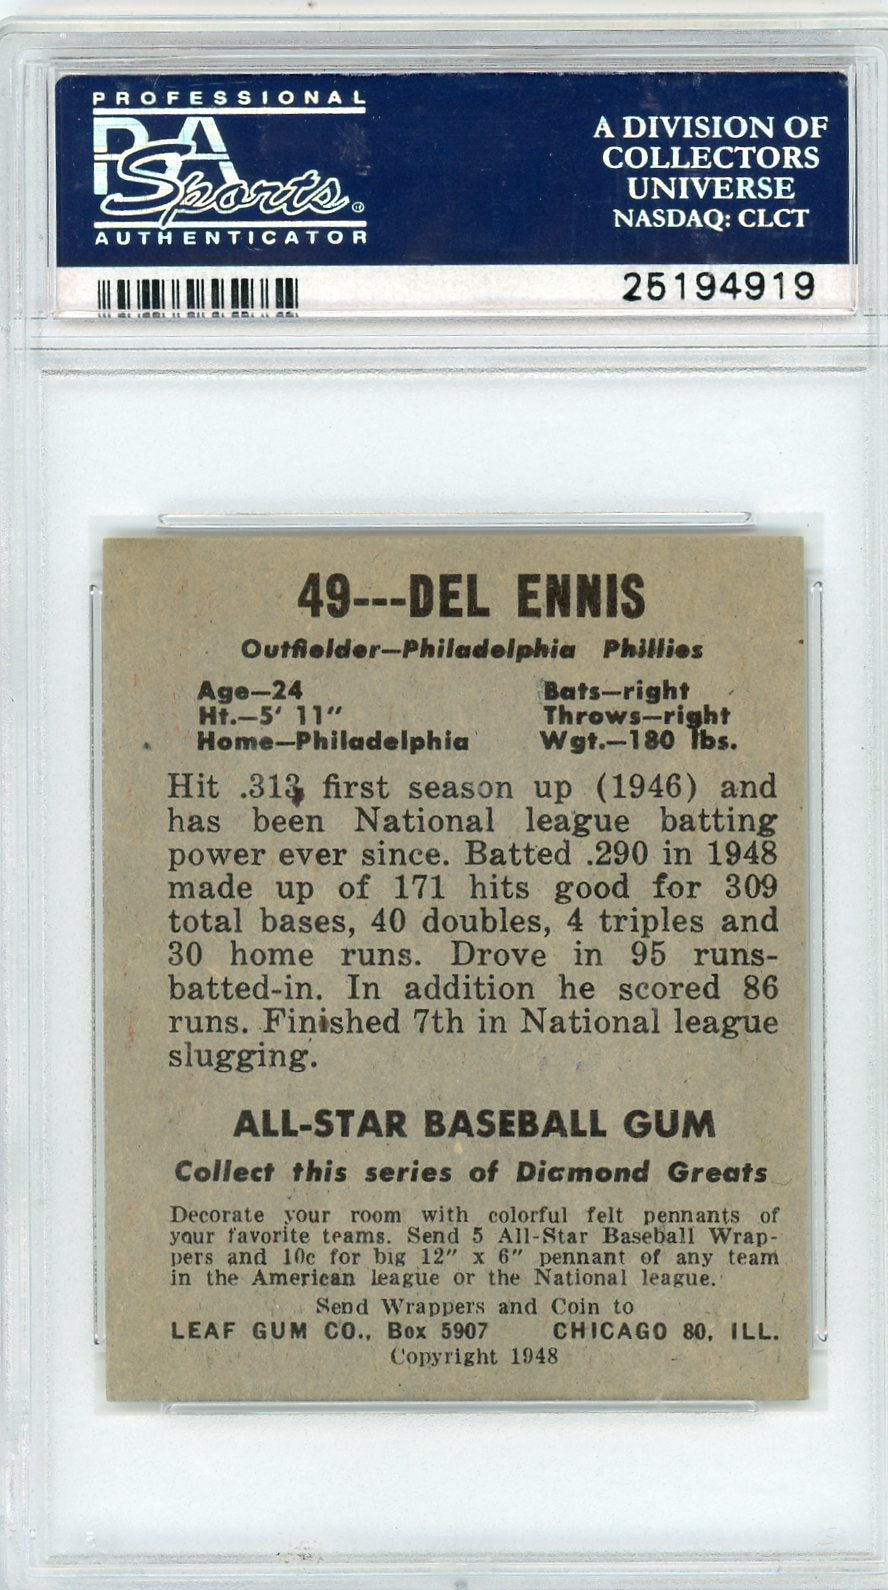 PROFESSIONAL
PSA
Sports
AUTHENTICATOR
A DIVISION OF
COLLECTORS
UNIVERSE
NASDAQ: CLCT
25194919
49---DEL ENNIS
Outfielder—Philadelphia Phillies
Age—24 Bats—right
Ht.—5' 11" Throws—right
Home—Philadelphia Wgt.—180 lbs.
Hit .313, first season up (1946) and
has been National league batting
power ever since. Batted .290 in 1948
made up of 171 hits good for 309
total bases, 40 doubles, 4 triples and
30 home runs. Drove in 95 runs-
batted-in. In addition he scored 86
runs. Finished 7th in National league
slugging.
ALL-STAR BASEBALL GUM
Collect this series of Diamond Greats
Decorate your room with colorful felt pennants of
your favorite teams. Send 5 All-Star Baseball Wrap-
pers and 10c for big 12" x 6" pennant of any team
in the American league or the National league.
Send Wrappers and Coin to
LEAF GUM CO., Box 5907 CHICAGO 80, ILL.
Copyright 1948